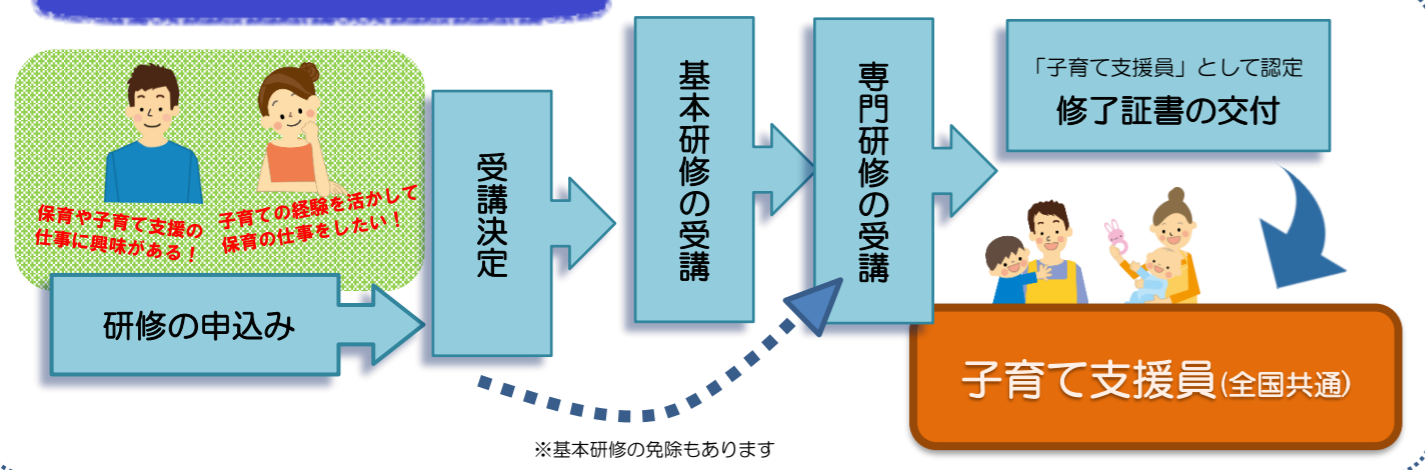 保育や子育て支援の
仕事に興味がある！
子育ての経験を活かして
保育の仕事をしたい！
研修の申込み
受講決定
基本研修の受講
専門研修の受講
「子育て支援員」として認定
修了証書の交付
子育て支援員(全国共通)
※基本研修の免除もあります